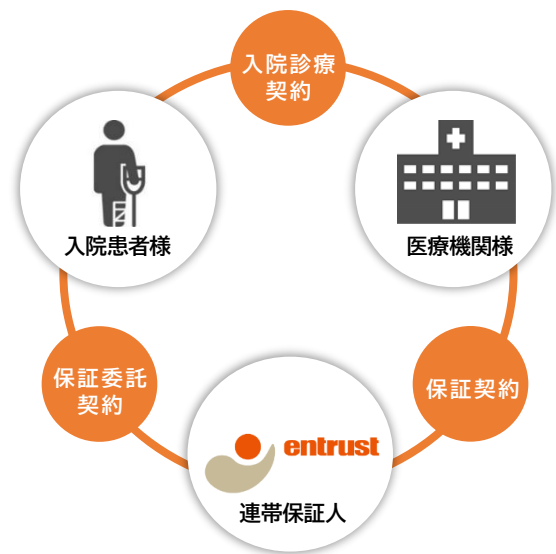 入院診療
契約
入院患者様
医療機関様
保証委託
契約
保証契約
entrust
連帯保証人